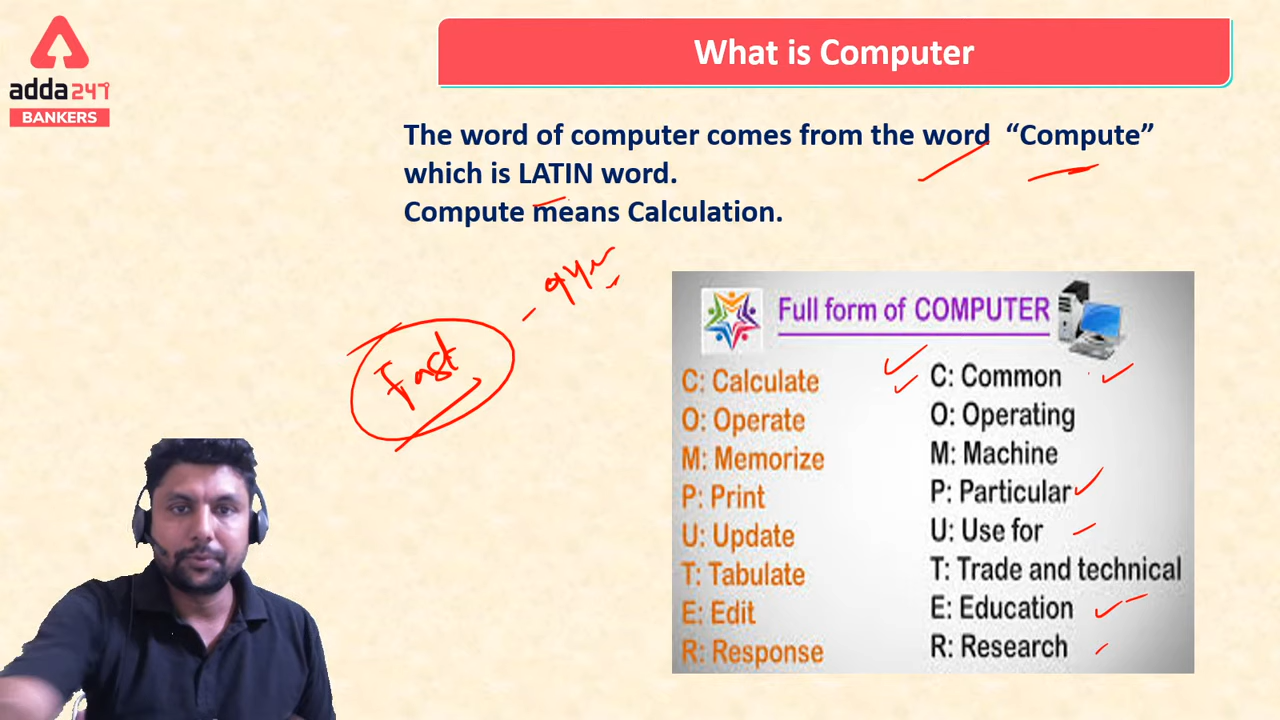 adda247
BANKERS
What is Computer
The word of computer comes from the word “Compute”
which is LATIN word.
Compute means Calculation.
Fast
Full form of COMPUTER
C: Calculate
O: Operate
M: Memorize
P: Print
U: Update
T: Tabulate
E: Edit
R: Response
C: Common
O: Operating
M: Machine
P: Particular
U: Use for
T: Trade and technical
E: Education
R: Research